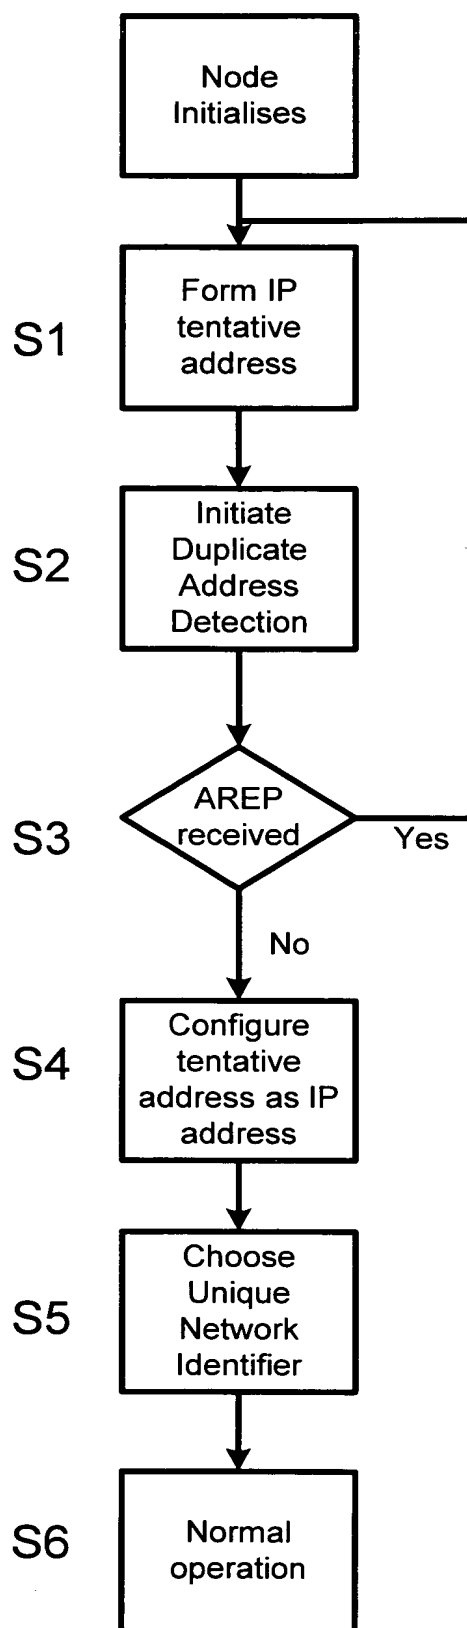 Node
Initialises
S1
Form IP
tentative
address
S2
Initiate
Duplicate
Address
Detection
S3
AREP
received
Yes
No
S4
Configure
tentative
address as IP
address
S5
Choose
Unique
Network
Identifier
S6
Normal
operation